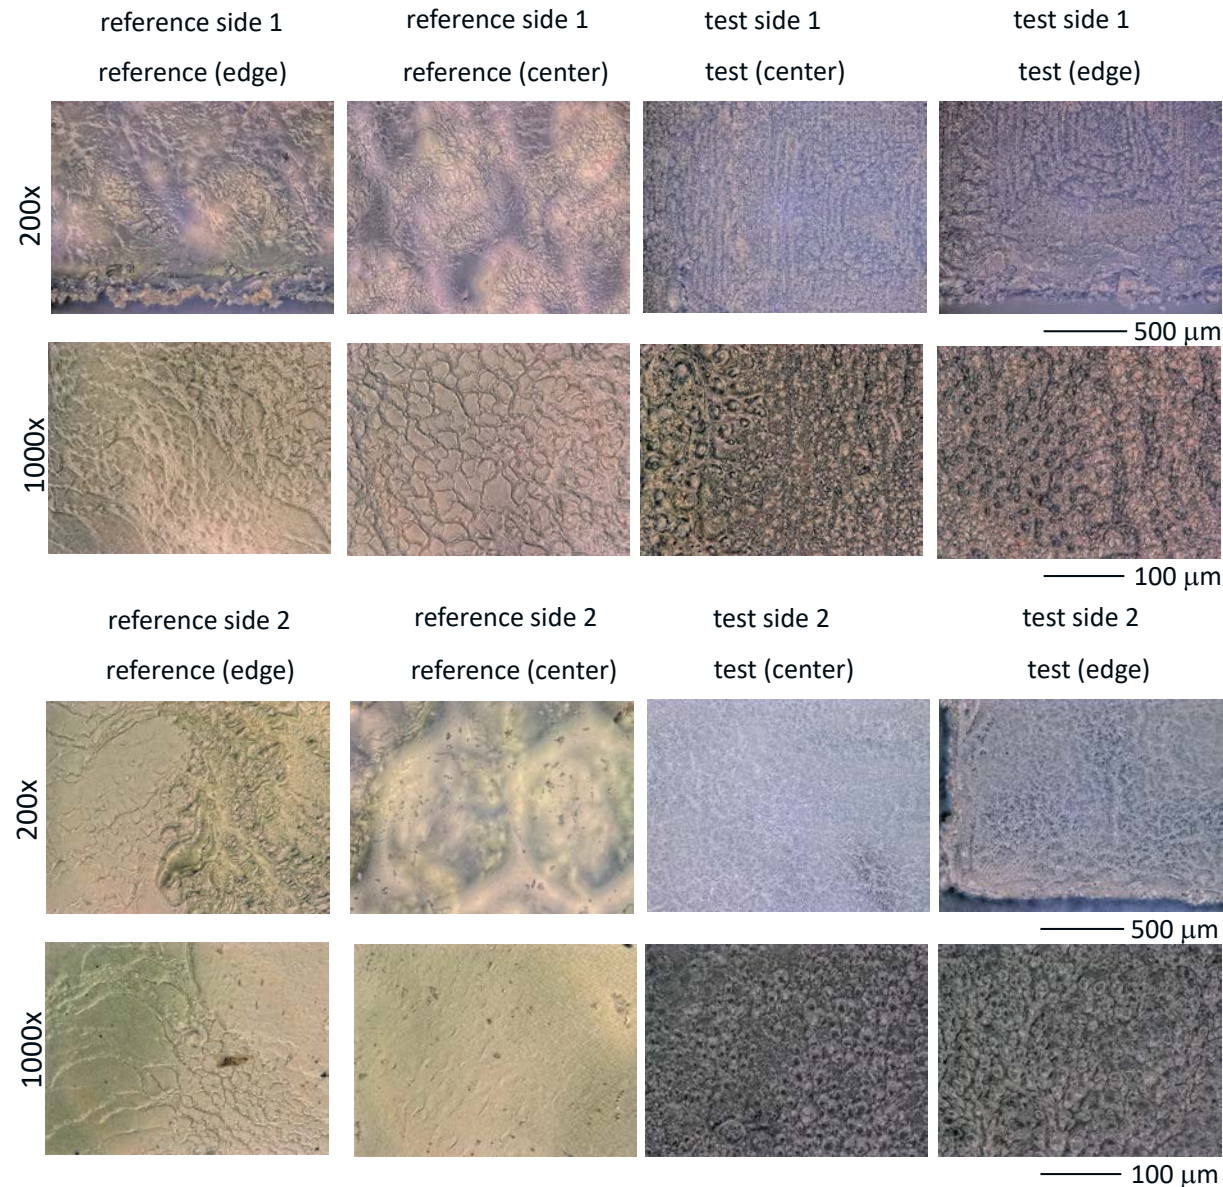 reference side 1 reference side 1 test side 1 test side 1
reference (edge) reference (center) test (center) test (edge)
200x
500 μm
1000x
100 μm
reference side 2 reference side 2 test side 2 test side 2
reference (edge) reference (center) test (center) test (edge)
200x
500 μm
1000x
100 μm